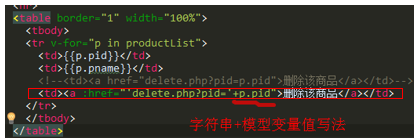 <table border="1" width="100%">
<tbody>
<tr v-for="p in productList">
<td>{{p.pid}}</td>
<td>{{p.pname}}</td>
<!--<td><a href="delete.php?pid=p.pid">删除该商品</a></td>-->
<td><a :href="'delete.php?pid='+p.pid">删除该商品</a></td>
</tr>
</tbody>
</table>
字符串+模型变量值写法